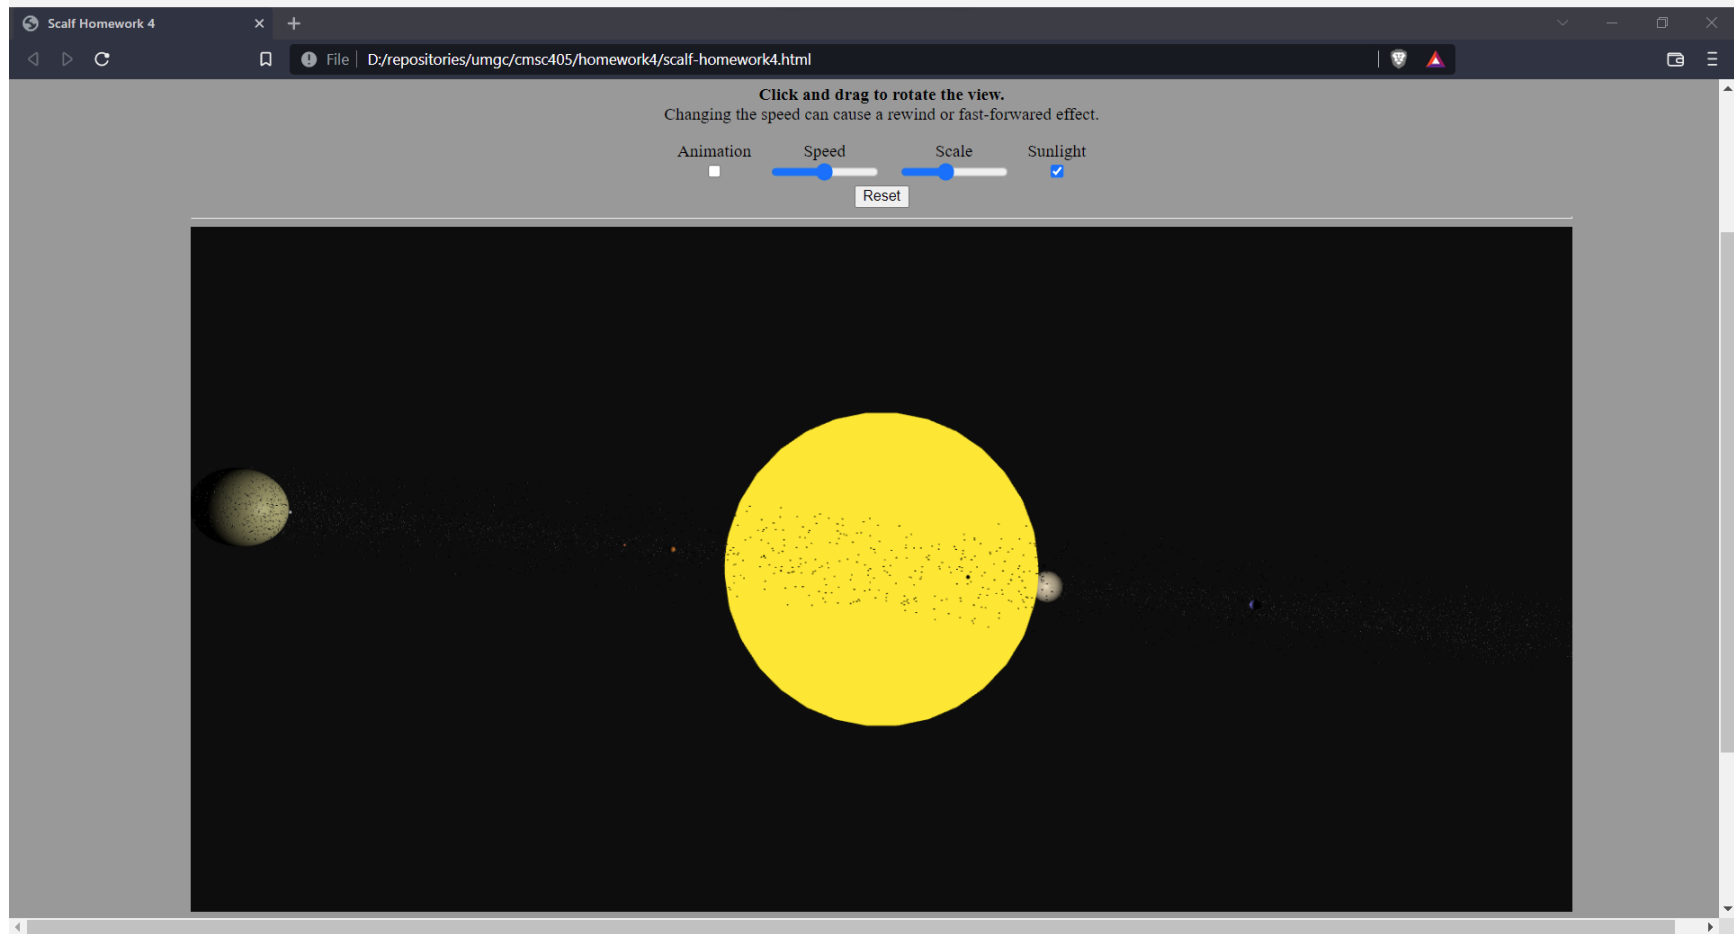 Scalf Homework 4
File D:/repositories/umgc/cmsc405/homework4/scalf-homework4.html
Click and drag to rotate the view.
Changing the speed can cause a rewind or fast-forwared effect.
Animation Speed Scale Sunlight
Reset